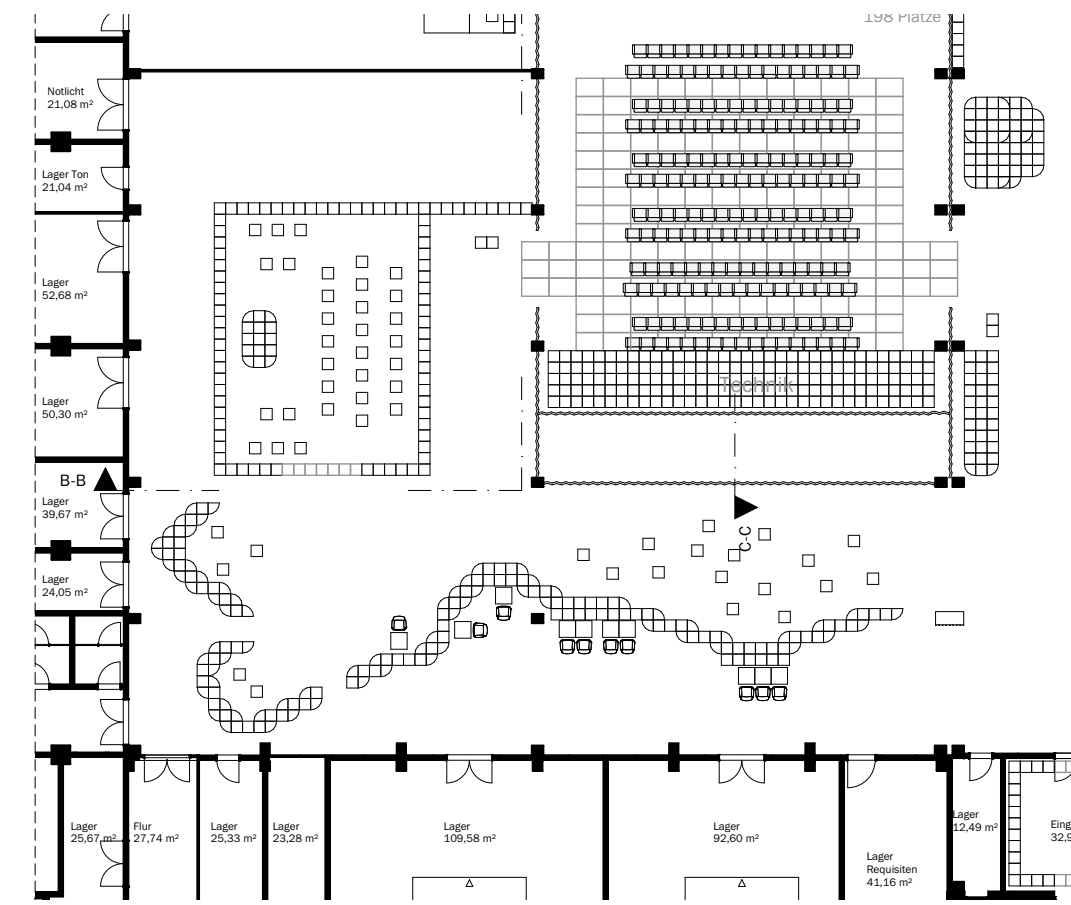 198 Plätze
Notlicht
21,08 m²
Lager Ton
21,04 m²
Lager
52,68 m²
Technik
Lager
50,30 m²
B-B
Lager
39,67 m²
C-C
Lager
24,05 m²
Lager
25,67 m²
Flur
27,74 m²
Lager
25,33 m²
Lager
23,28 m²
Lager
109,58 m²
Lager
92,60 m²
Lager
Requisiten
41,16 m²
Lager
12,49 m²
Eing
32,9